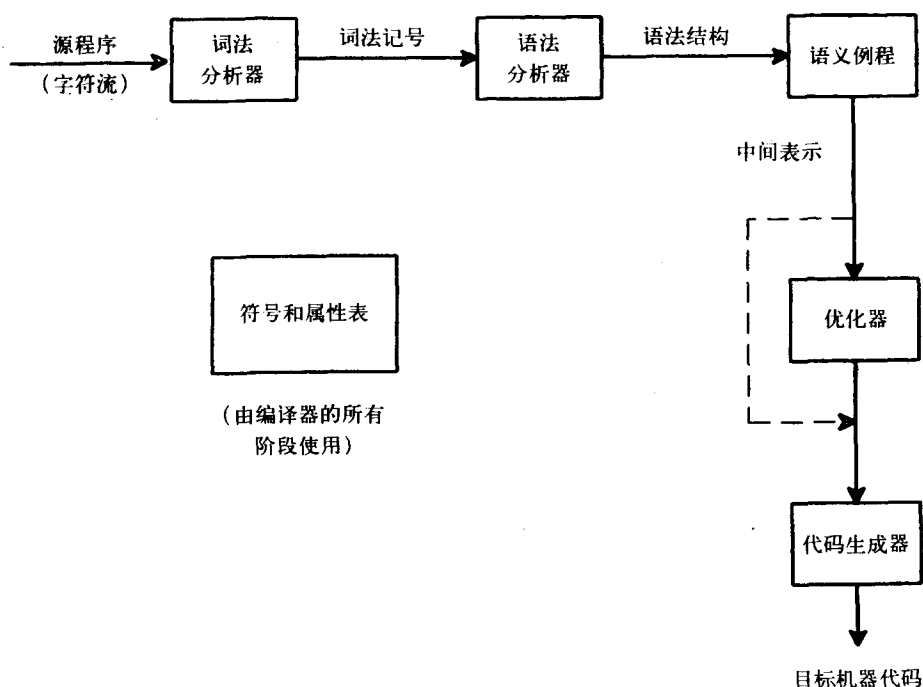 源程序
(字符流)
词法
分析器
词法记号
语法
分析器
语法结构
语义例程
中间表示
符号和属性表
(由编译器的所有
阶段使用)
优化器
代码生成器
目标机器代码